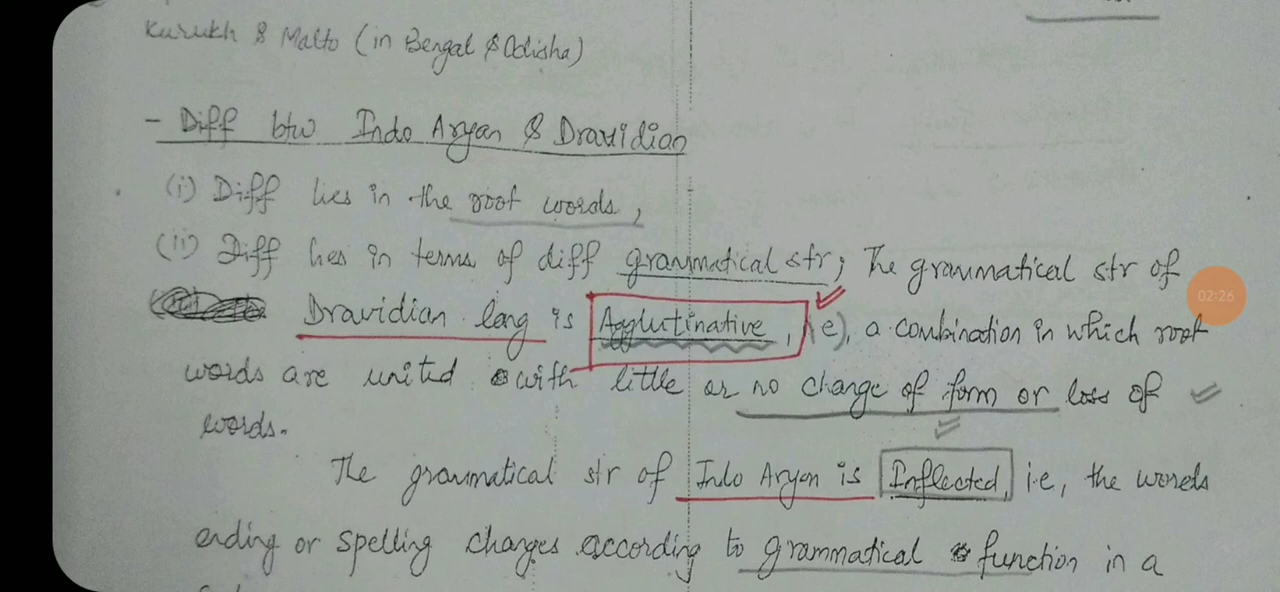 Kurukh & Malto (in Bengal & Odisha)
- Diff btw Indo Aryan & Dravidian
(i) Diff lies in the root words,
(ii) Diff lies in terms of diff grammatical str; The grammatical str of
Dravidian lang is Agglutinative, (ie), a combination in which root
words are united with little or no change of form or loss of
words.
The grammatical str of Indo Aryan is Inflected, i.e, the words
ending or spelling changes according to grammatical function in a
02:26